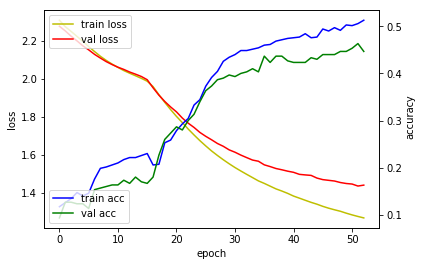 train loss
val loss
train acc
val acc
2.2
2.0
1.8
1.6
1.4
loss
0.5
0.4
0.3
0.2
0.1
accuracy
0
10
20
30
40
50
epoch